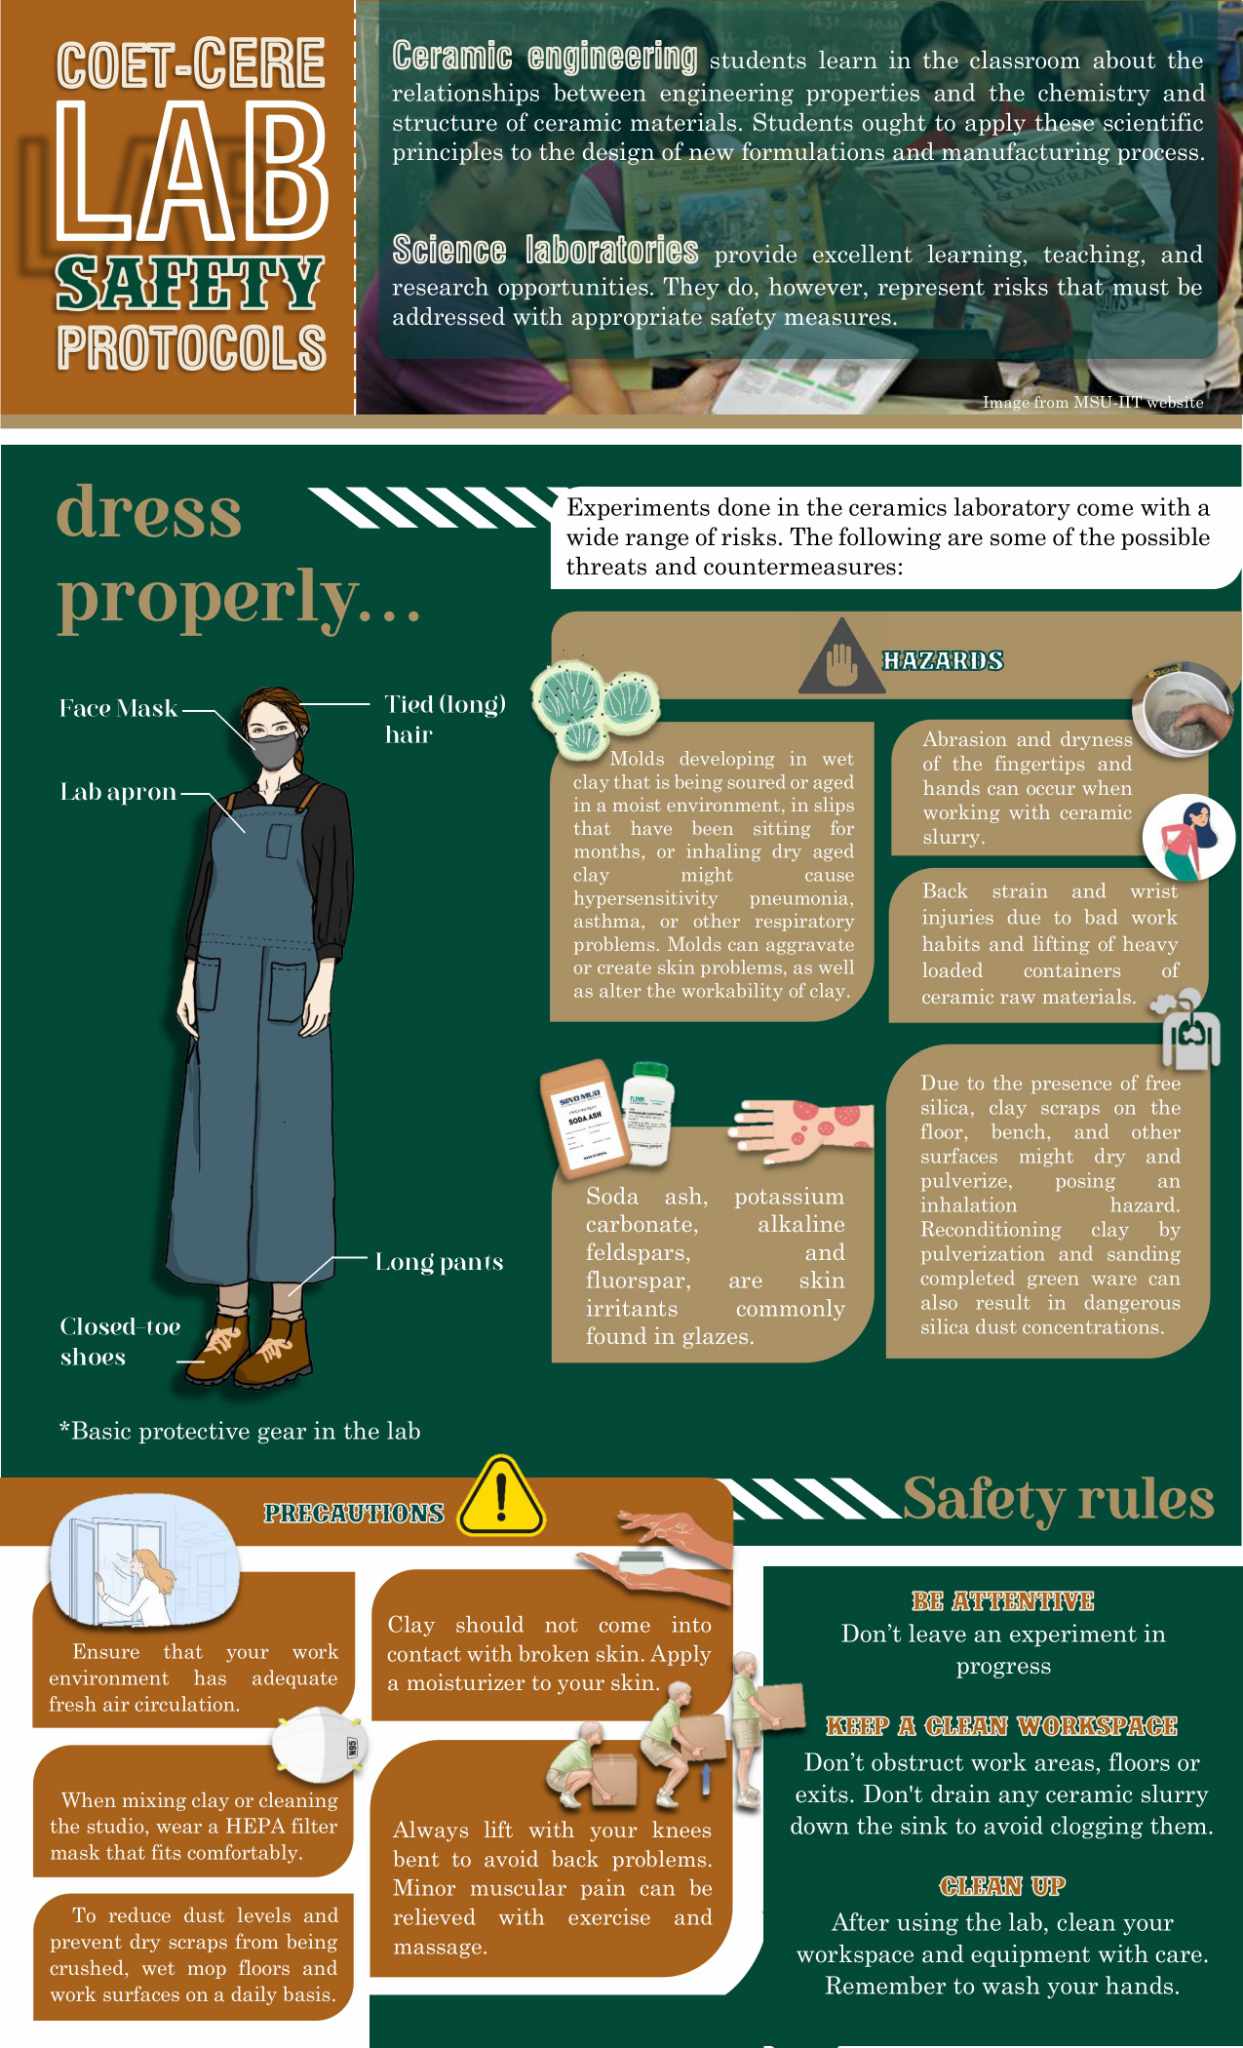 COET-CERE
LAB
SAFETY
PROTOCOLS
Ceramic engineering students learn in the classroom about the
relationships between engineering properties and the chemistry and
structure of ceramic materials. Students ought to apply these scientific
principles to the design of new formulations and manufacturing process.
Science laboratories provide excellent learning, teaching, and
research opportunities. They do, however, represent risks that must be
addressed with appropriate safety measures.
Image from MSU-IIT website
dress
properly...
Face Mask
Tied (long)
hair
Lab apron
Long pants
Closed-toe
shoes
*Basic protective gear in the lab
Experiments done in the ceramics laboratory come with a
wide range of risks. The following are some of the possible
threats and countermeasures:
HAZARDS
Molds developing in wet
clay that is being soured or aged
in a moist environment, in slips
that have been sitting for
months, or inhaling dry aged
clay might cause
hypersensitivity pneumonia,
asthma, or other respiratory
problems. Molds can aggravate
or create skin problems, as well
as alter the workability of clay.
Abrasion and dryness
of the fingertips and
hands can occur when
working with ceramic
slurry.
Back strain and wrist
injuries due to bad work
habits and lifting of heavy
loaded containers of
ceramic raw materials.
SODA ASH
Soda ash, potassium
carbonate, alkaline
feldspars, and
fluorspar, are skin
irritants commonly
found in glazes.
Due to the presence of free
silica, clay scraps on the
floor, bench, and other
surfaces might dry and
pulverize, posing an
inhalation hazard.
Reconditioning clay by
pulverization and sanding
completed green ware can
also result in dangerous
silica dust concentrations.
PRECAUTIONS
Ensure that your work
environment has adequate
fresh air circulation.
N95
When mixing clay or cleaning
the studio, wear a HEPA filter
mask that fits comfortably.
To reduce dust levels and
prevent dry scraps from being
crushed, wet mop floors and
work surfaces on a daily basis.
Clay should not come into
contact with broken skin. Apply
a moisturizer to your skin.
Always lift with your knees
bent to avoid back problems.
Minor muscular pain can be
relieved with exercise and
massage.
Safety rules
BE ATTENTIVE
Don't leave an experiment in
progress
KEEP A CLEAN WORKSPACE
Don't obstruct work areas, floors or
exits. Don't drain any ceramic slurry
down the sink to avoid clogging them.
CLEAN UP
After using the lab, clean your
workspace and equipment with care.
Remember to wash your hands.